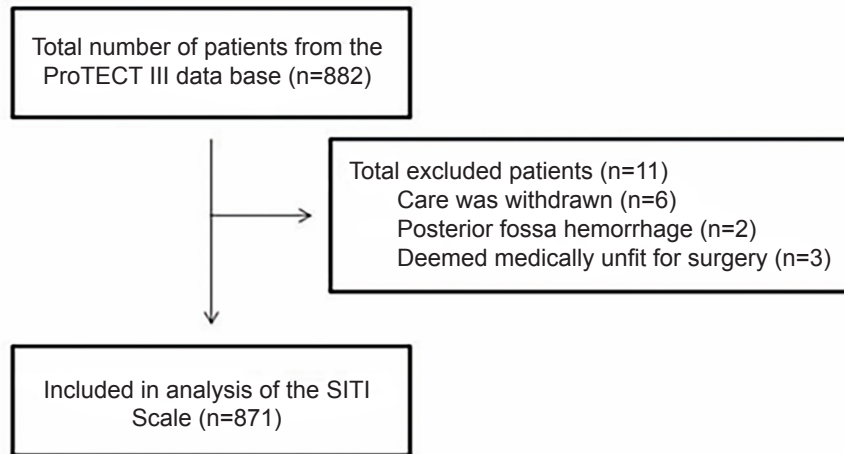 Total number of patients from the
ProTECT III data base (n=882)
Total excluded patients (n=11)
Care was withdrawn (n=6)
Posterior fossa hemorrhage (n=2)
Deemed medically unfit for surgery (n=3)
Included in analysis of the SITI
Scale (n=871)